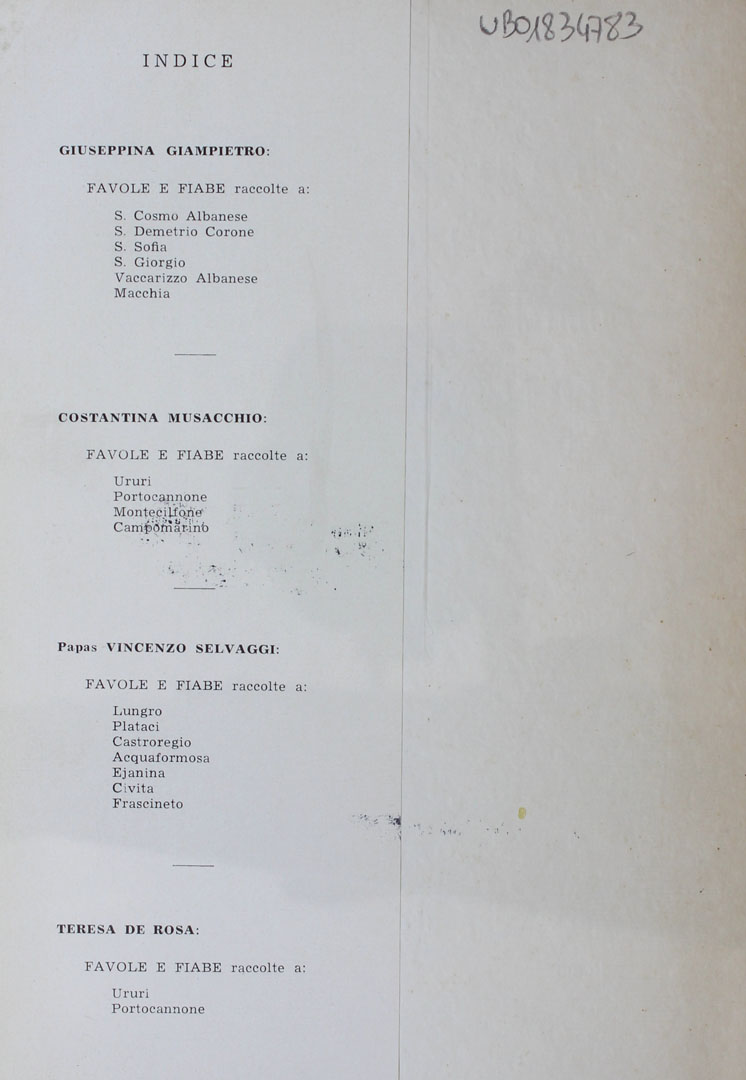 UB01834783
INDICE
GIUSEPPINA GIAMPIETRO:
FAVOLE E FIABE raccolte a:
S. Cosmo Albanese
S. Demetrio Corone
S. Sofia
S. Giorgio
Vaccarizzo Albanese
Macchia
COSTANTINA MUSACCHIO:
FAVOLE E FIABE raccolte a:
Ururi
Portocannone
Montecilfone
Campomarino
Papas VINCENZO SELVAGGI:
FAVOLE E FIABE raccolte a:
Lungro
Plataci
Castroregio
Acquaformosa
Ejanina
Civita
Frascineto
TERESA DE ROSA:
FAVOLE E FIABE raccolte a:
Ururi
Portocannone